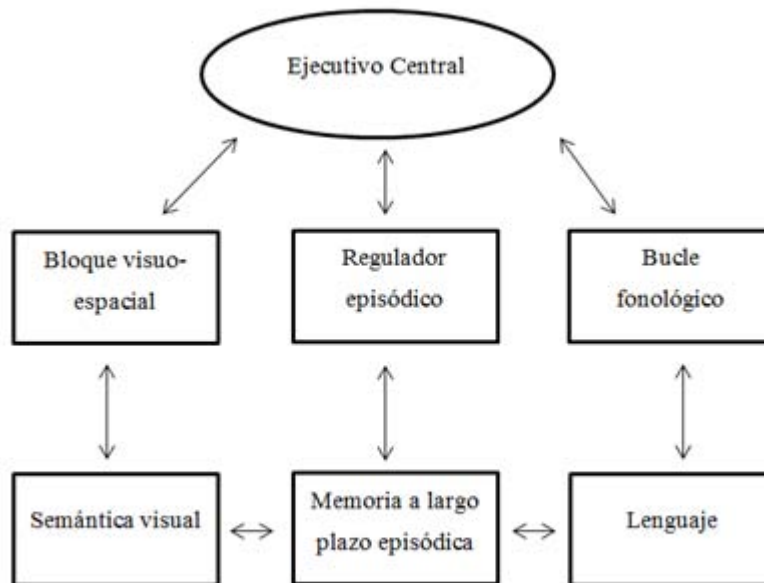 Ejecutivo Central
Bloque visuo-
espacial
Regulador
episódico
Bucle
fonológico
Semántica visual
Memoria a largo
plazo episódica
Lenguaje